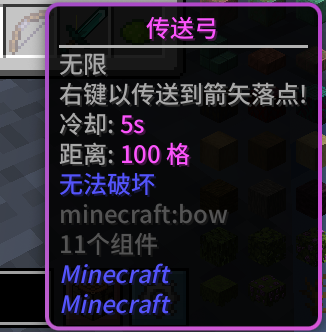 传送弓
无限
右键以传送到箭矢落点!
冷却: 5s
距离: 100 格
无法破坏
minecraft:bow
11个组件
Minecraft
Minecraft